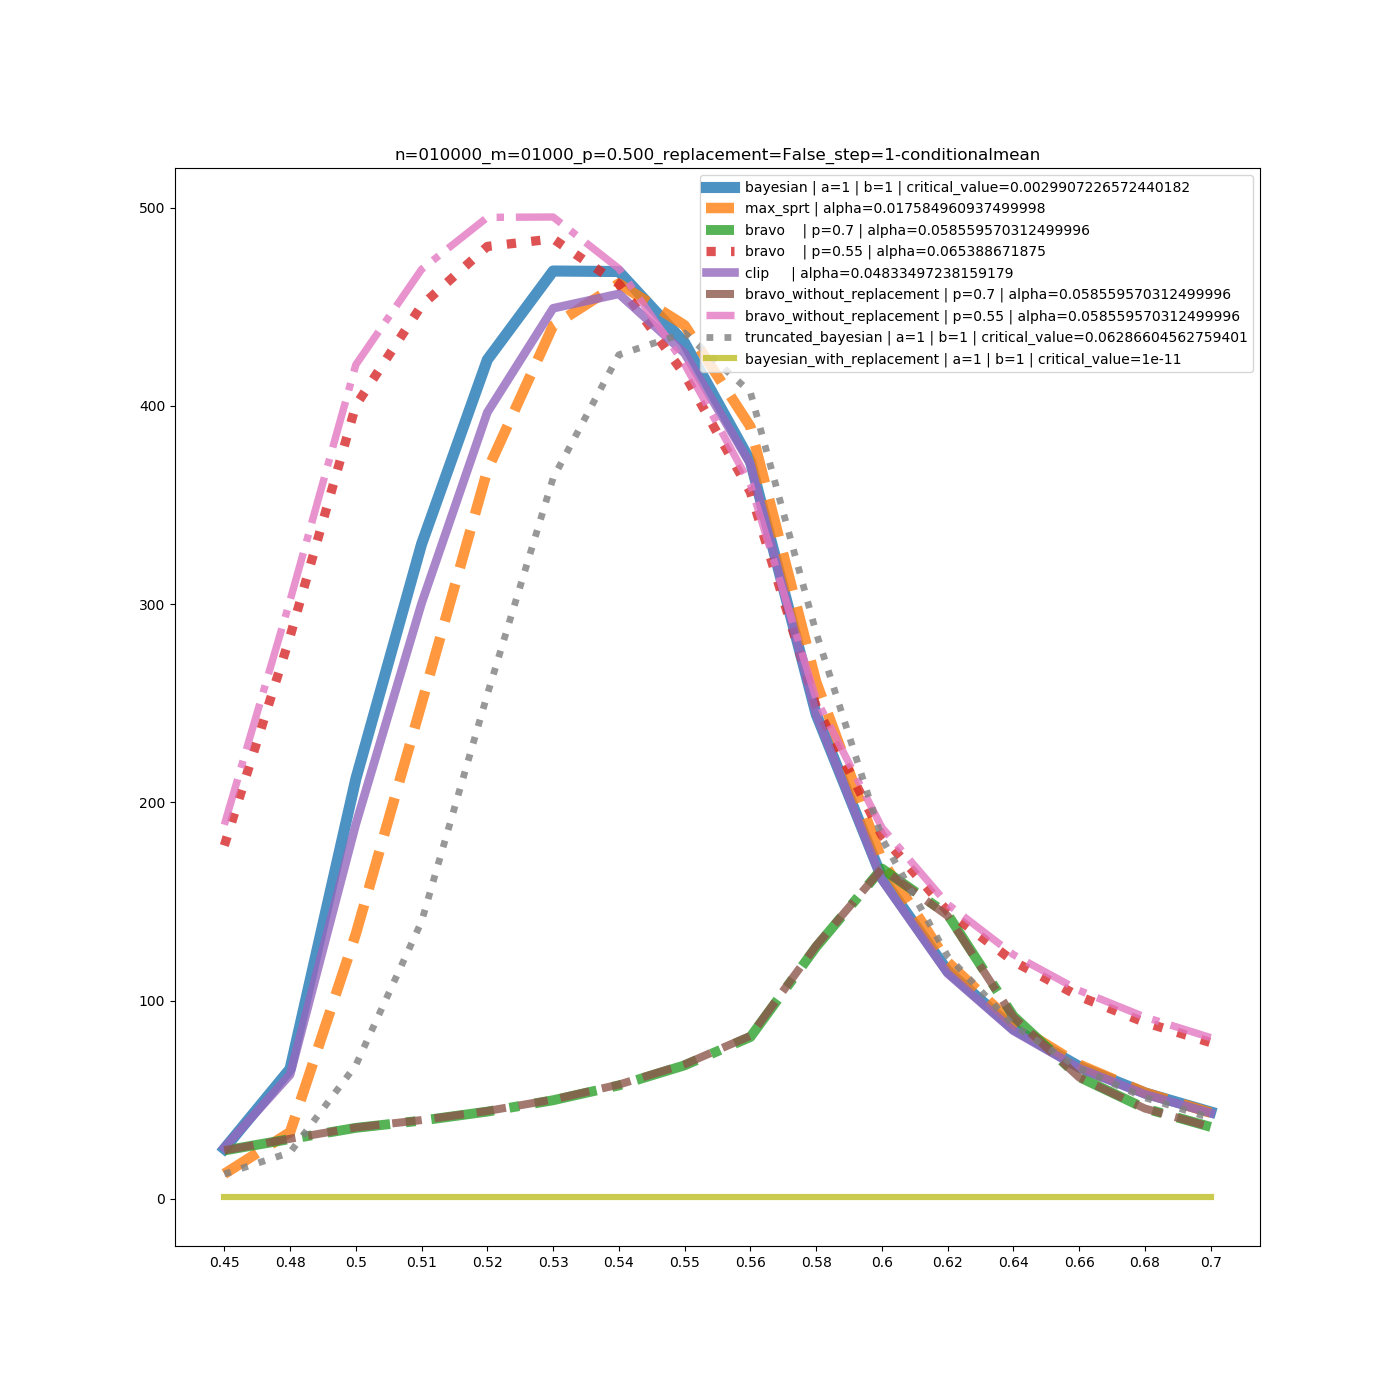 n=010000_m=01000_p=0.500_replacement=False_step=1-conditionalmean
bayesian | a=1 | b=1 | critical_value=0.0029907226572440182
max_sprt | alpha=0.017584960937499998
bravo    | p=0.7 | alpha=0.058559570312499996
bravo    | p=0.55 | alpha=0.065388671875
clip     | alpha=0.04833497238159179
bravo_without_replacement | p=0.7 | alpha=0.058559570312499996
bravo_without_replacement | p=0.55 | alpha=0.058559570312499996
truncated_bayesian | a=1 | b=1 | critical_value=0.06286604562759401
bayesian_with_replacement | a=1 | b=1 | critical_value=1e-11
500
400
300
200
100
0
0.45 0.48 0.5 0.51 0.52 0.53 0.54 0.55 0.56 0.58 0.6 0.62 0.64 0.66 0.68 0.7